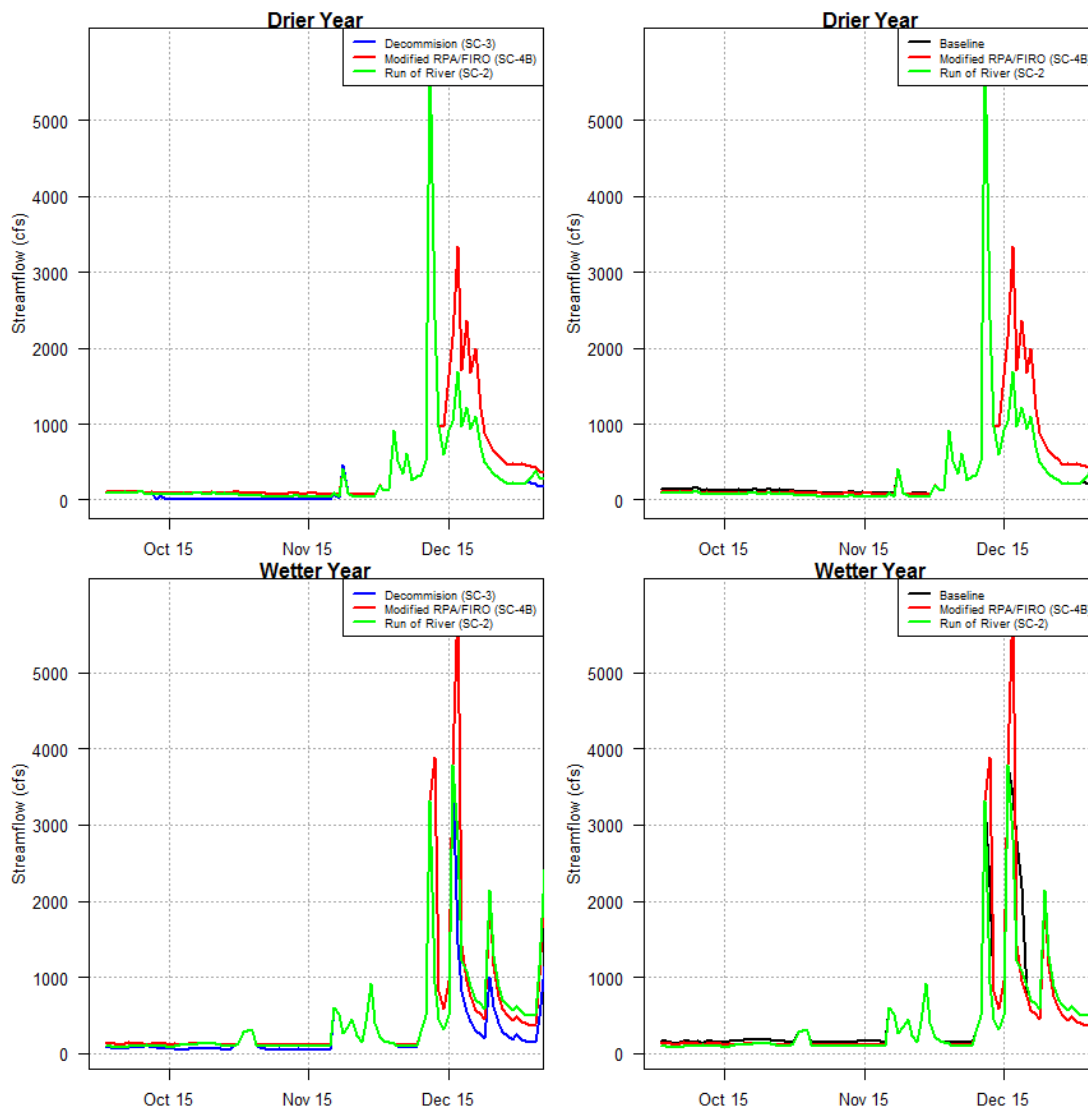 Drier Year
Decommision (SC-3)
Modified RPA/FIRO (SC-4B)
Run of River (SC-2)
5000
4000
3000
2000
1000
0
Streamflow (cfs)
Oct 15
Nov 15
Dec 15
Drier Year
Baseline
Modified RPA/FIRO (SC-4B)
Run of River (SC-2
5000
4000
3000
2000
1000
0
Streamflow (cfs)
Oct 15
Nov 15
Dec 15
Wetter Year
Decommision (SC-3)
Modified RPA/FIRO (SC-4B)
Run of River (SC-2)
5000
4000
3000
2000
1000
0
Streamflow (cfs)
Oct 15
Nov 15
Dec 15
Wetter Year
Baseline
Modified RPA/FIRO (SC-4B)
Run of River (SC-2)
5000
4000
3000
2000
1000
0
Streamflow (cfs)
Oct 15
Nov 15
Dec 15